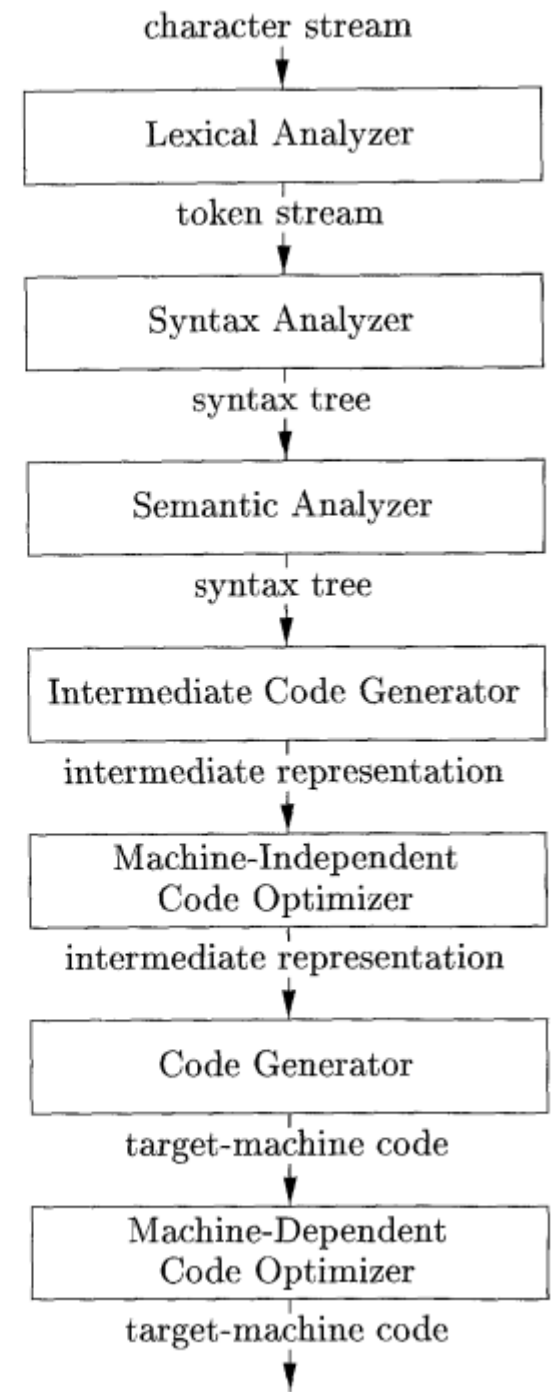 character stream
Lexical Analyzer
token stream
Syntax Analyzer
syntax tree
Semantic Analyzer
syntax tree
Intermediate Code Generator
intermediate representation
Machine-Independent
Code Optimizer
intermediate representation
Code Generator
target-machine code
Machine-Dependent
Code Optimizer
target-machine code